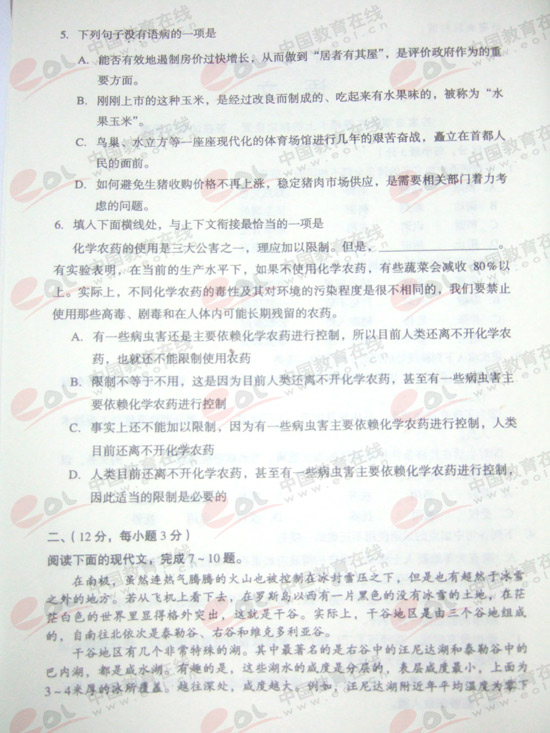 5. 下列句子没有语病的一项是
A. 能否有效地遏制房价过快增长，从而做到“居者有其屋”，是评价政府作为的重
要方面。
B. 刚刚上市的这种玉米，是经过改良而制成的、吃起来有水果味的，被称为“水
果玉米”。
C. 鸟巢、水立方等一座座现代化的体育场馆进行几年的艰苦奋战，矗立在首都人
民的面前。
D. 如何避免生猪收购价格不再上涨，稳定猪肉市场供应，是需要相关部门着力考
虑的问题。
6. 填入下面横线处，与上下文衔接最恰当的一项是
化学农药的使用是三大公害之一，理应加以限制。但是，____________。
有实验表明，在当前的生产水平下，如果不使用化学农药，有些蔬菜会减收 80%以
上。实际上，不同化学农药的毒性及其对环境的污染程度是很不相同的，我们要禁止
使用那些高毒、剧毒和在人体内可能长期残留的农药。
A. 有一些病虫害还是主要依赖化学农药进行控制，所以目前人类还离不开化学农
药，也就还不能限制使用农药
B. 限制不等于不用，这是因为目前人类还离不开化学农药，甚至有一些病虫害主
要依赖化学农药进行控制
C. 事实上还不能加以限制，因为有一些病虫害主要依赖化学农药进行控制，人类
目前还离不开化学农药
D. 人类目前还离不开化学农药，甚至有一些病虫害主要依赖化学农药进行控制，
因此适当的限制是必要的
二、（12 分，每小题 3 分）
阅读下面的现代文，完成 7～10 题。
在南极，虽然连热气腾腾的火山也被控制在冰封雪压之下，但是也有超然于冰雪
之外的地方。若从飞机上看下去，在罗斯岛以西有一片黑色的没有冰雪的土地，在茫
茫白色的世界里显得格外突出，这就是干谷。实际上，干谷地区是由三个谷地组成
的，自南往北依次是泰勒谷、右谷和维克多利亚谷。
干谷地区有几个非常特殊的湖。其中最著名的是右谷中的汪尼达湖和泰勒谷中的
巴内湖，都是咸水湖。有趣的是，这些湖水的咸度是分层的，表层咸度最小，上面为
3～4米厚的冰所覆盖。越往深处，咸度越大。例如，汪尼达湖附近年平均温度为零下
中国教育在线
eol
www.eol.cn